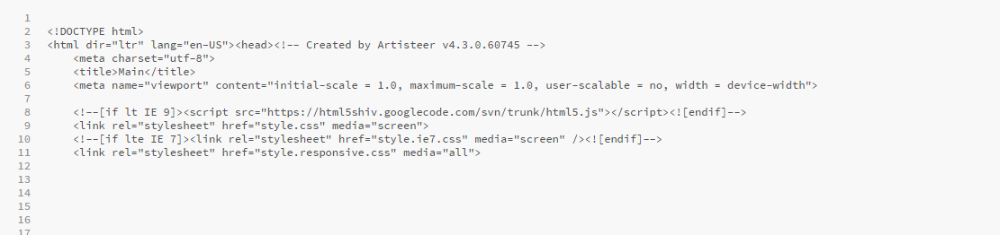 1
2 <!DOCTYPE html>
3 <html dir="ltr" lang="en-US"><head><!-- Created by Artisteer v4.3.0.60745 -->
4     <meta charset="utf-8">
5     <title>Main</title>
6     <meta name="viewport" content="initial-scale = 1.0, maximum-scale = 1.0, user-scalable = no, width = device-width">
7
8     <!--[if lt IE 9]><script src="https://html5shiv.googlecode.com/svn/trunk/html5.js"></script><![endif]-->
9     <link rel="stylesheet" href="style.css" media="screen">
10     <!--[if lte IE 7]><link rel="stylesheet" href="style.ie7.css" media="screen" /><![endif]-->
11     <link rel="stylesheet" href="style.responsive.css" media="all">
12
13
14
15
16
17